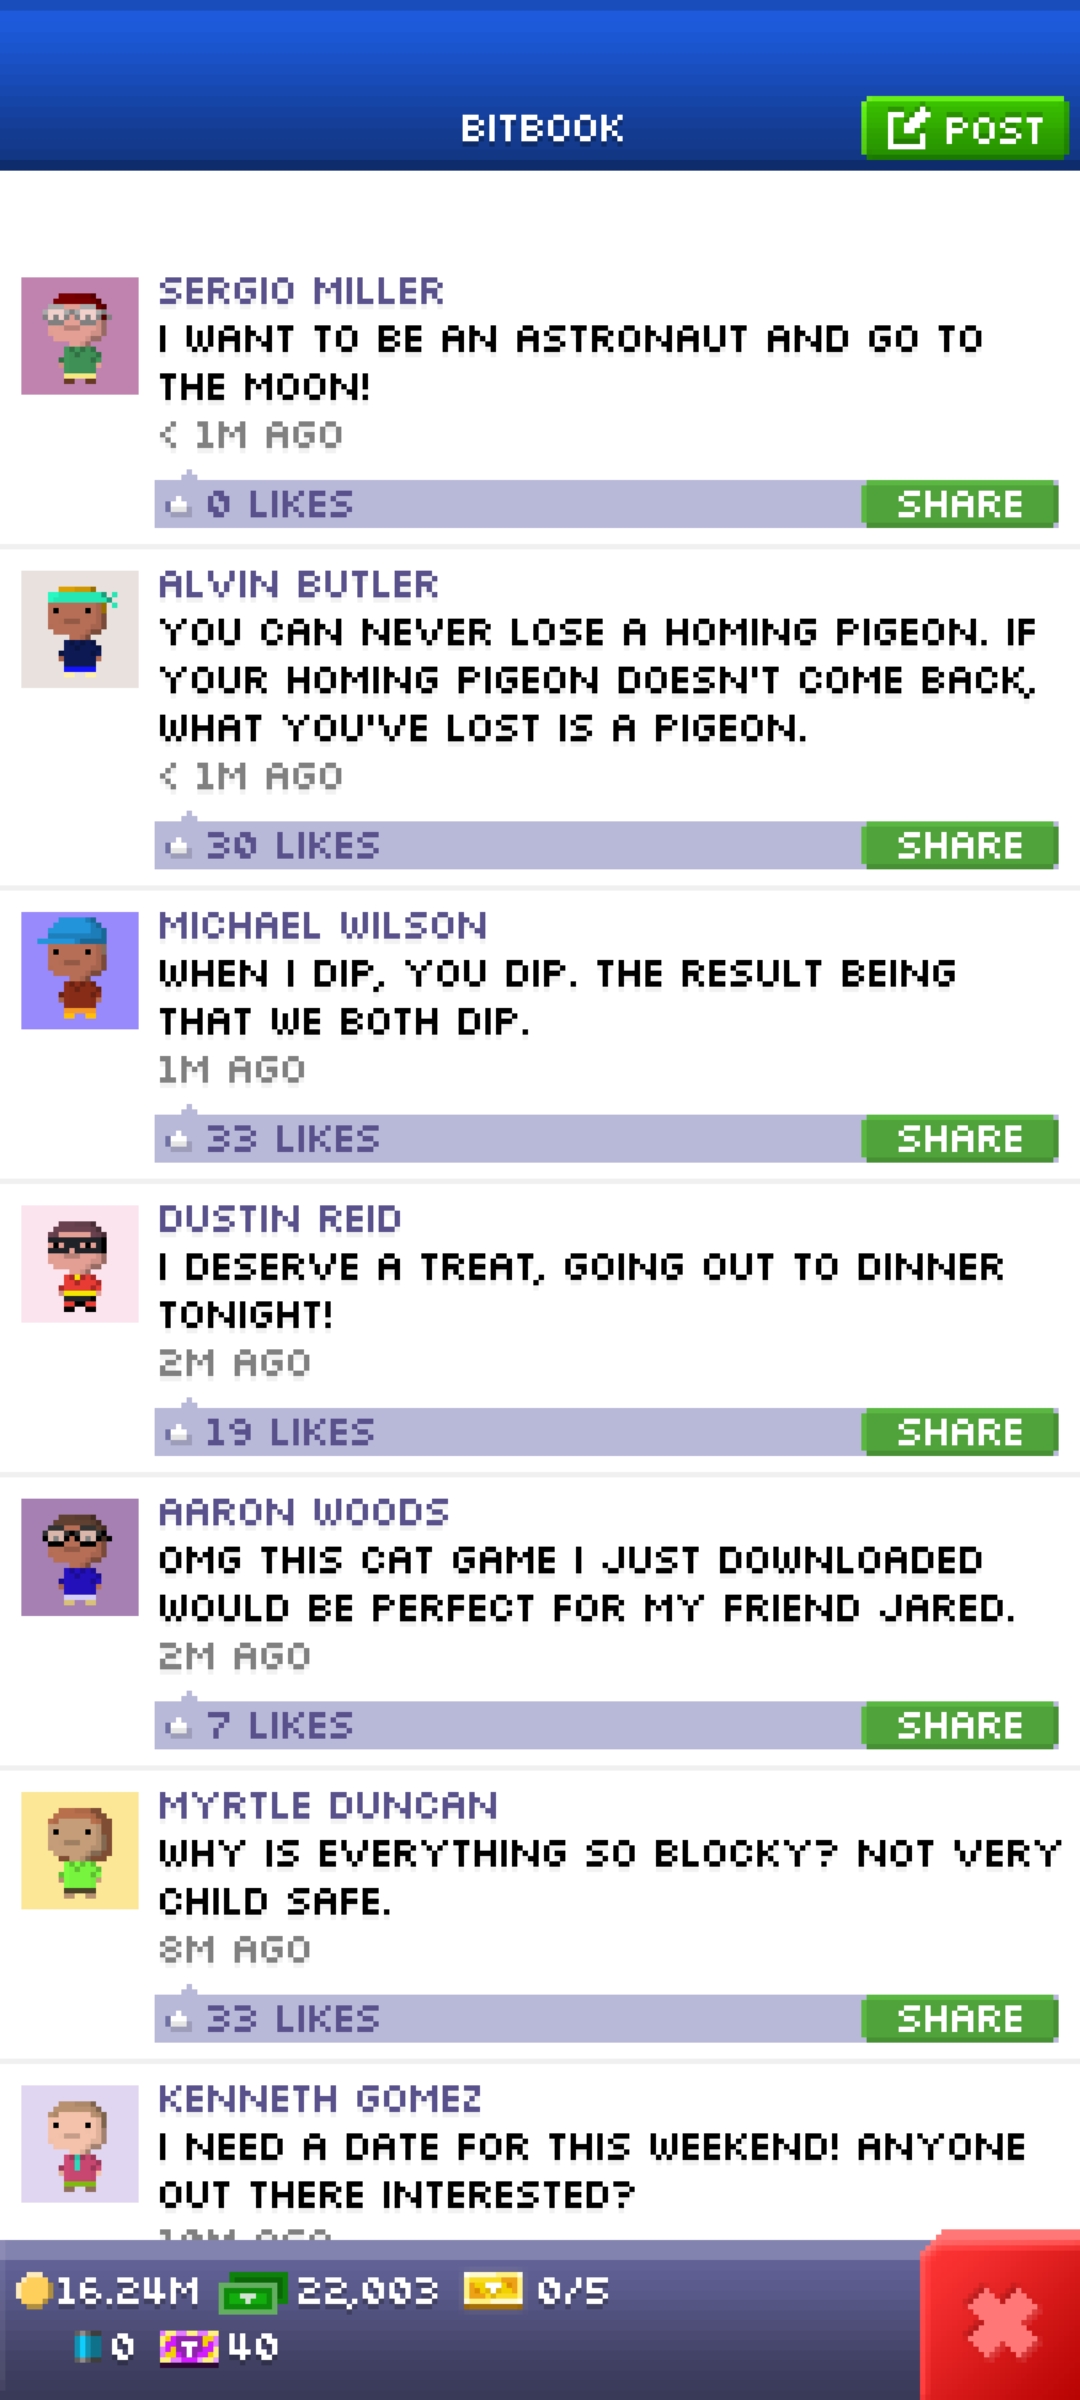 BITBOOK
POST
SERGIO MILLER
I WANT TO BE AN ASTRONAUT AND GO TO
THE MOON!
< 1M AGO
0 LIKES
SHARE
ALVIN BUTLER
YOU CAN NEVER LOSE A HOMING PIGEON. IF
YOUR HOMING PIGEON DOESN'T COME BACK,
WHAT YOU'VE LOST IS A PIGEON.
< 1M AGO
30 LIKES
SHARE
MICHAEL WILSON
WHEN I DIP, YOU DIP. THE RESULT BEING
THAT WE BOTH DIP.
1M AGO
33 LIKES
SHARE
DUSTIN REID
I DESERVE A TREAT, GOING OUT TO DINNER
TONIGHT!
2M AGO
19 LIKES
SHARE
AARON WOODS
OMG THIS CAT GAME I JUST DOWNLOADED
WOULD BE PERFECT FOR MY FRIEND JARED.
2M AGO
7 LIKES
SHARE
MYRTLE DUNCAN
WHY IS EVERYTHING SO BLOCKY? NOT VERY
CHILD SAFE.
8M AGO
33 LIKES
SHARE
KENNETH GOMEZ
I NEED A DATE FOR THIS WEEKEND! ANYONE
OUT THERE INTERESTED?
AGO
16.24M 22,003 0/5
0 T 40